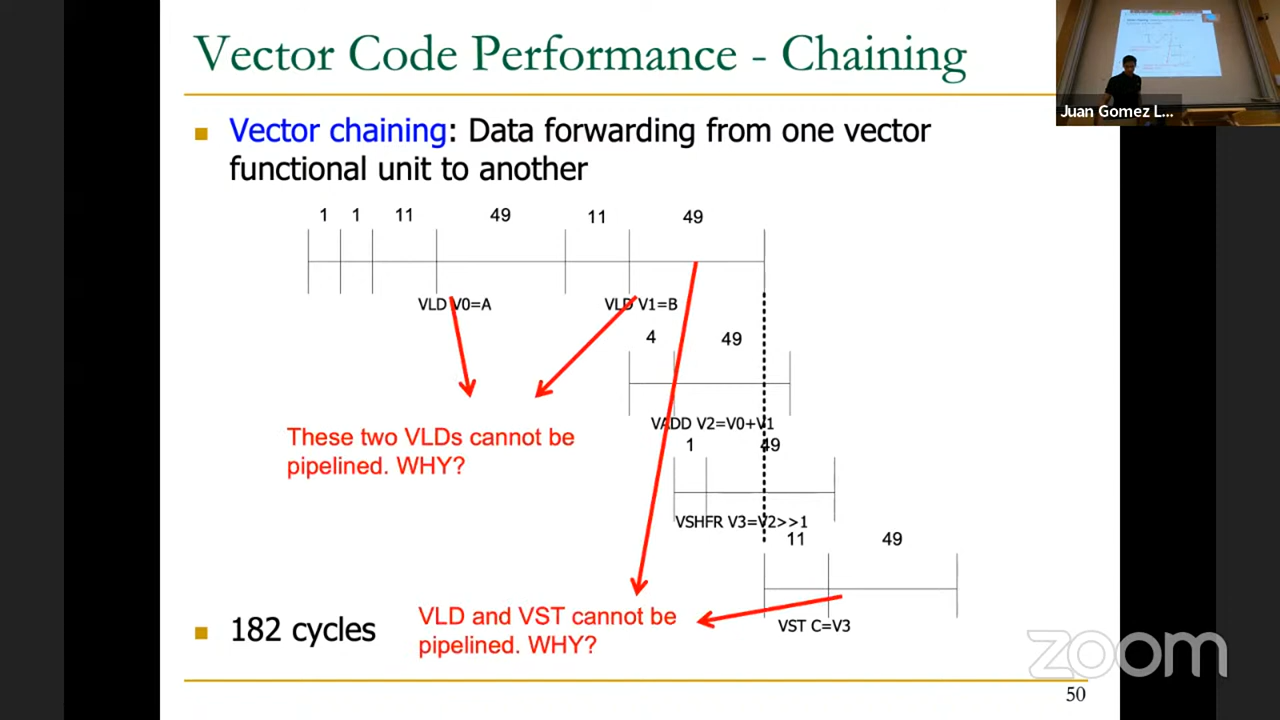 Vector Code Performance - Chaining
Juan Gomez L...
Vector chaining: Data forwarding from one vector
functional unit to another
1 1 11 49 11 49
VLD V0=A VLD V1=B
4 49
VADD V2=V0+V1
1 49
These two VLDs cannot be
pipelined. WHY?
VSHFR V3=V2>>1
11 49
VLD and VST cannot be
pipelined. WHY?
VST C=V3
182 cycles
zoom
50